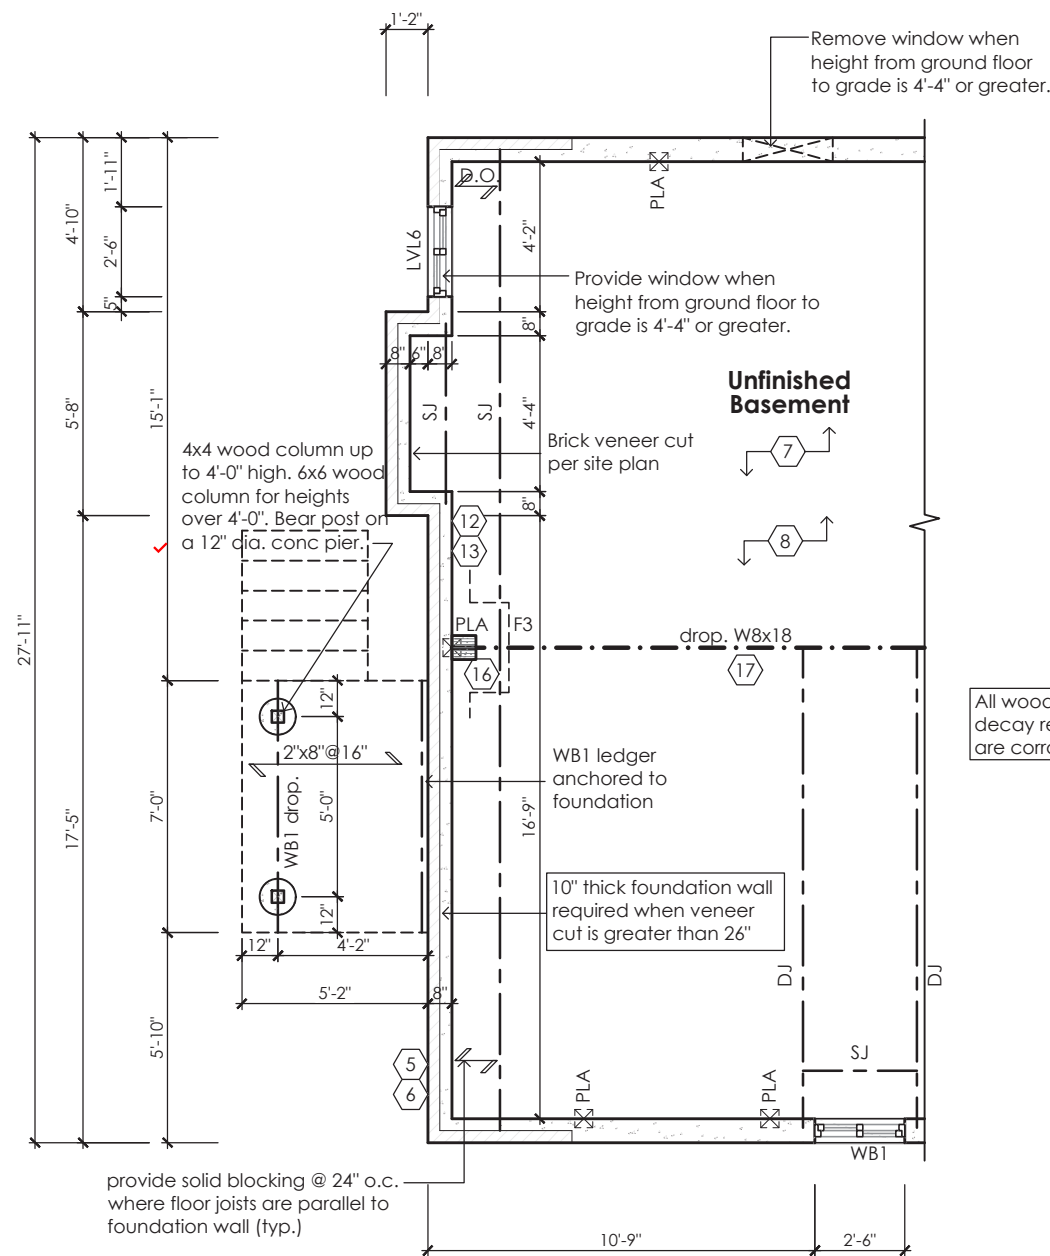 1'-2"
Remove window when
height from ground floor
to grade is 4'-4" or greater.
D.O.
PLA
1'-11"
4'-10"
2'-6"
5"
LVL6
4'-2"
Provide window when
height from ground floor to
grade is 4'-4" or greater.
8"
8" 6" 8"
Unfinished
Basement
5'-8"
15'-1"
SJ
SJ
4'-4"
Brick veneer cut
per site plan
7
4x4 wood column up
to 4'-0" high. 6x6 wood
column for heights
over 4'-0". Bear post on
a 12" dia. conc pier.
8"
12
13
8
27'-11"
PLA
F3
drop. W8x18
16
17
12"
2"x8"@16"
WB1 drop.
5'-0"
7'-0"
17'-5"
12"
WB1 ledger
anchored to
foundation
16'-9"
All wood
decay re
are corro
10" thick foundation wall
required when veneer
cut is greater than 26"
12"
4'-2"
5'-2"
8"
DJ
DJ
5'-10"
5
6
SJ
PLA
PLA
WB1
provide solid blocking @ 24" o.c.
where floor joists are parallel to
foundation wall (typ.)
10'-9"
2'-6"